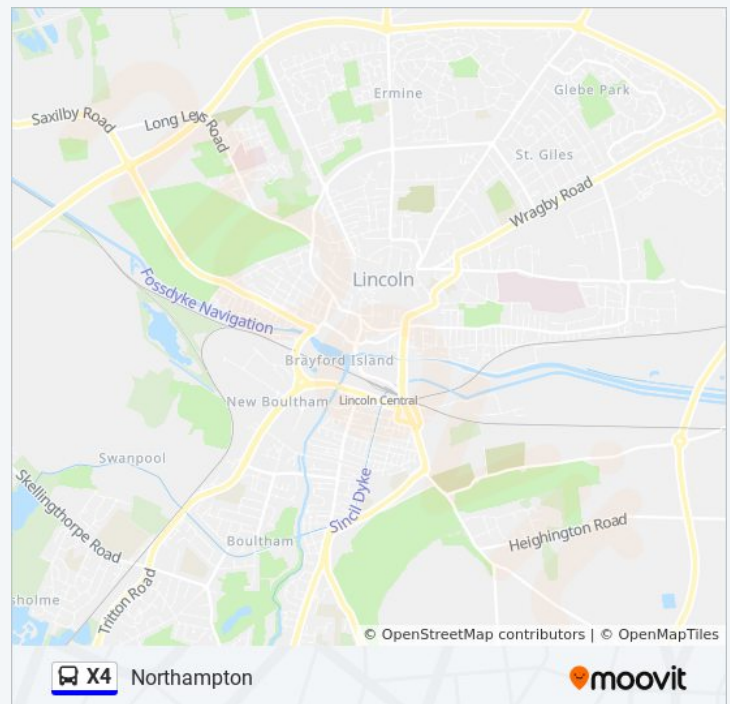 Ermine
Glebe Park
Saxilby Road
Long Leys Road
St. Giles
Wragby Road
Lincoln
Fossdyke Navigation
Brayford Island
New Boultham
Lincoln Central
Swanpool
Skellingthorpe Road
Sincil Dyke
Heighington Road
Boultham
sholme
Tritton Road
© OpenStreetMap contributors | © OpenMapTiles
X4 Northampton
moovit